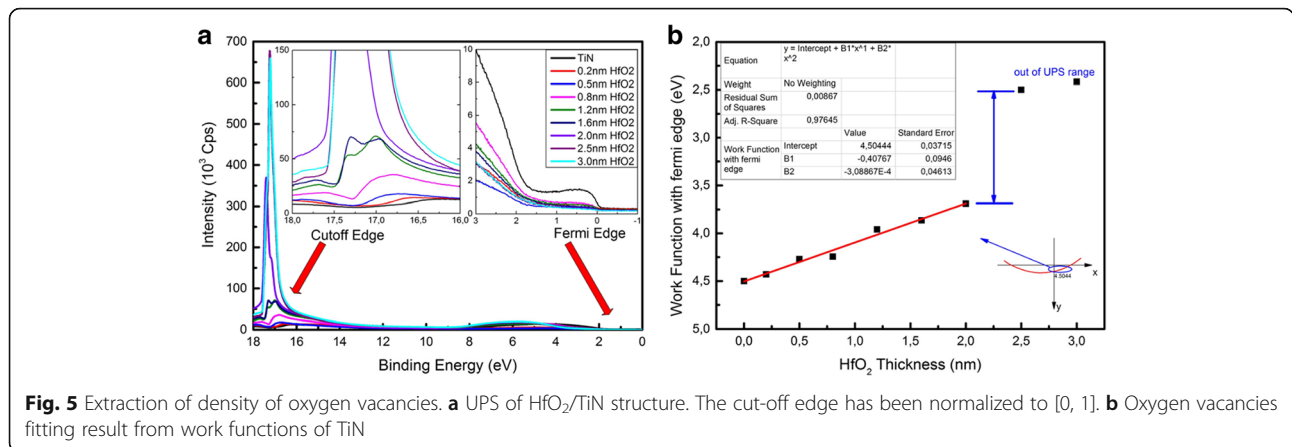 a
700
600
500
400
300
200
100
0
Intensity (10³ Cps)
18
16
14
12
10
8
6
4
2
0
Binding Energy (eV)
150
100
50
0
18,0
17,5
17,0
16,5
16,0
Cutoff Edge
10
8
6
4
2
0
3
2
1
0
-1
Fermi Edge
TiN
0.2nm HfO2
0.5nm HfO2
0.8nm HfO2
1.2nm HfO2
1.6nm HfO2
2.0nm HfO2
2.5nm HfO2
3.0nm HfO2
b
2,0
2,5
3,0
3,5
4,0
4,5
5,0
Work Function with fermi edge (eV)
0,0
0,5
1,0
1,5
2,0
2,5
3,0
HfO₂ Thickness (nm)
Equation
y = Intercept + B1*x^1 + B2*
x^2
Weight No Weighting
Residual Sum
of Squares
0,00867
Adj. R-Square 0,97645
Value Standard Error
Work Function
with fermi
edge
Intercept 4,50444 0,03715
B1 -0,40767 0,0946
B2 -3,08867E-4 0,04613
out of UPS range
4.5044
x
y
Fig. 5 Extraction of density of oxygen vacancies. a UPS of HfO₂/TiN structure. The cut-off edge has been normalized to [0, 1]. b Oxygen vacancies
fitting result from work functions of TiN